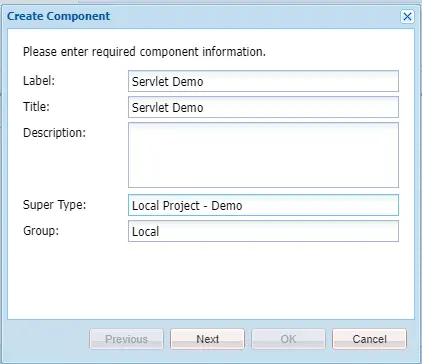 Create Component
Please enter required component information.
Label: Servlet Demo
Title: Servlet Demo
Description:
Super Type: Local Project - Demo
Group: Local
Previous Next OK Cancel